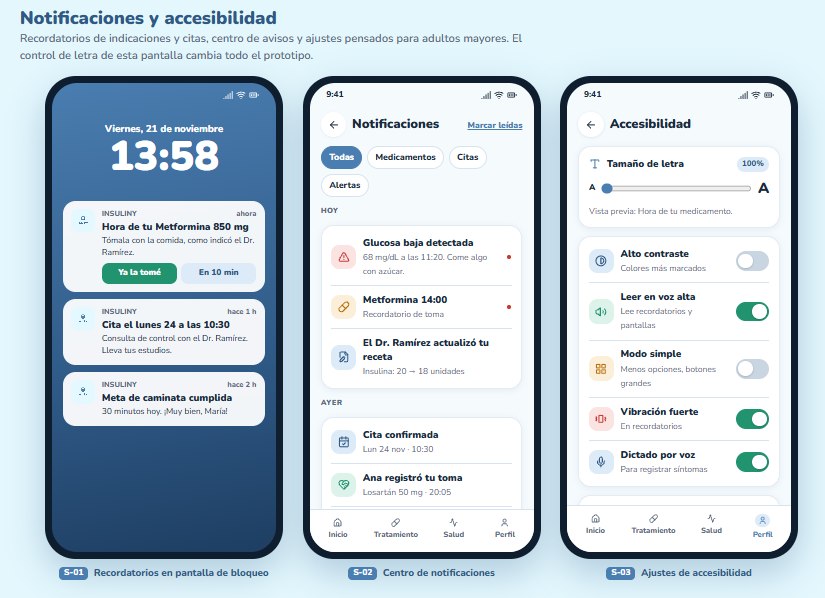 Notificaciones y accesibilidad
Recordatorios de indicaciones y citas, centro de avisos y ajustes pensados para adultos mayores. El
control de letra de esta pantalla cambia todo el prototipo.
Viernes, 21 de noviembre
13:58
INSULINY
ahora
Hora de tu Metformina 850 mg
Tómala con la comida, como indicó el Dr.
Ramírez.
Ya la tomé
En 10 min
INSULINY
hace 1 h
Cita el lunes 24 a las 10:30
Consulta de control con el Dr. Ramírez.
Lleva tus estudios.
INSULINY
hace 2 h
Meta de caminata cumplida
30 minutos hoy. ¡Muy bien, María!
S-01 Recordatorios en pantalla de bloqueo
9:41
Notificaciones
Marcar leídas
Todas
Medicamentos
Citas
Alertas
HOY
Glucosa baja detectada
68 mg/dL a las 11:20. Come algo
con azúcar.
Metformina 14:00
Recordatorio de toma
El Dr. Ramírez actualizó tu
receta
Insulina: 20 → 18 unidades
AYER
Cita confirmada
Lun 24 nov · 10:30
Ana registró tu toma
Losartán 50 mg · 20:05
Inicio
Tratamiento
Salud
Perfil
S-02 Centro de notificaciones
9:41
Accesibilidad
Tamaño de letra
100%
A
A
Vista previa: Hora de tu medicamento.
Alto contraste
Colores más marcados
Leer en voz alta
Lee recordatorios y
pantallas
Modo simple
Menos opciones, botones
grandes
Vibración fuerte
En recordatorios
Dictado por voz
Para registrar síntomas
Inicio
Tratamiento
Salud
Perfil
S-03 Ajustes de accesibilidad